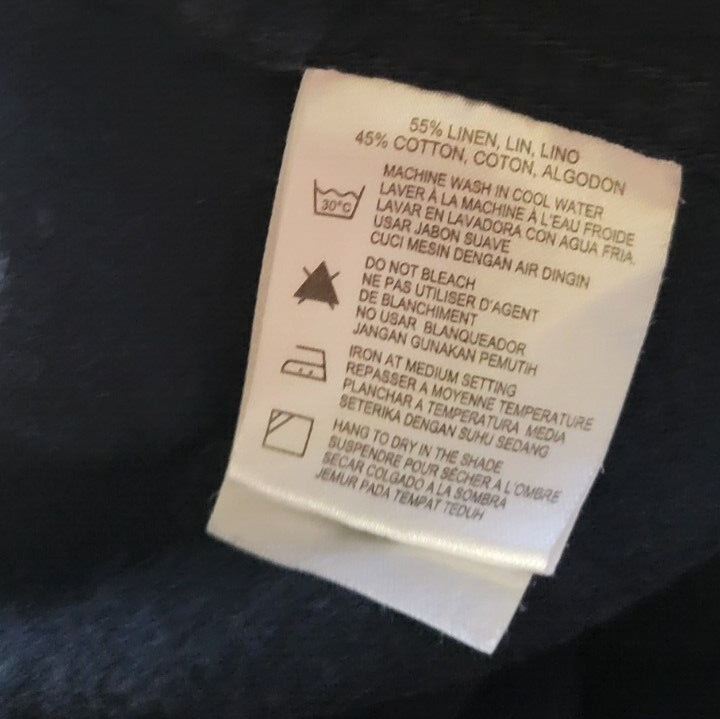 55% LINEN, LIN, LINO
45% COTTON, COTON, ALGODON
MACHINE WASH IN COOL WATER
LAVER À LA MACHINE À L'EAU FROIDE
LAVAR EN LAVADORA CON AGUA FRIA.
USAR JABON SUAVE
CUCI MESIN DENGAN AIR DINGIN
30°C
DO NOT BLEACH
NE PAS UTILISER D'AGENT
DE BLANCHIMENT
NO USAR BLANQUEADOR
JANGAN GUNAKAN PEMUTIH
IRON AT MEDIUM SETTING
REPASSER A MOYENNE TEMPERATURE
PLANCHAR A TEMPERATURA MEDIA
SETERIKA DENGAN SUHU SEDANG
HANG TO DRY IN THE SHADE
SUSPENDRE POUR SÉCHER A L'OMBRE
SECAR COLGADO A LA SOMBRA
JEMUR PADA TEMPAT TEDUH